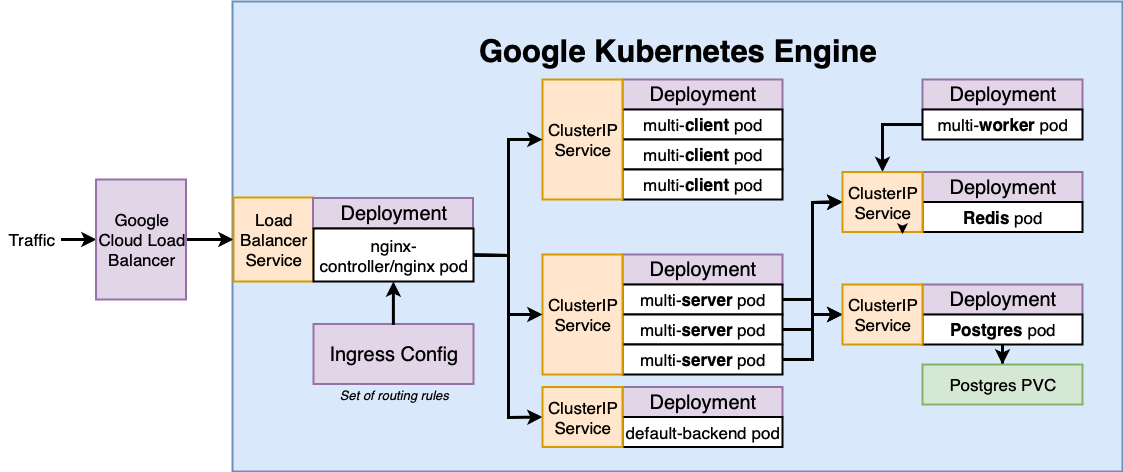 Google Kubernetes Engine
Traffic
Google
Cloud Load
Balancer
Load
Balancer
Service
Deployment
nginx-
controller/nginx pod
Ingress Config
Set of routing rules
ClusterIP
Service
Deployment
multi-client pod
multi-client pod
multi-client pod
ClusterIP
Service
Deployment
multi-server pod
multi-server pod
multi-server pod
ClusterIP
Service
Deployment
default-backend pod
Deployment
multi-worker pod
ClusterIP
Service
Deployment
Redis pod
ClusterIP
Service
Deployment
Postgres pod
Postgres PVC